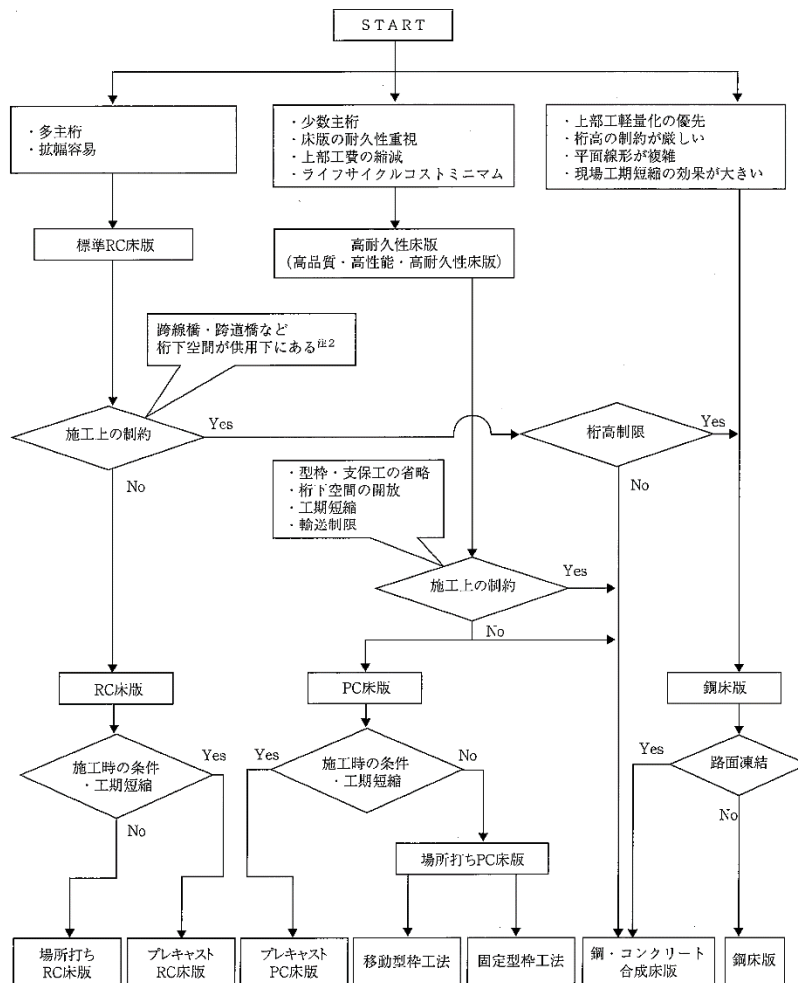 START
・多主桁
・拡幅容易
・少数主桁
・床版の耐久性重視
・上部工費の縮減
・ライフサイクルコストミニマム
・上部工軽量化の優先
・桁高の制約が厳しい
・平面線形が複雑
・現場工期短縮の効果が大きい
標準RC床版
高耐久性床版
(高品質・高性能・高耐久性床版)
跨線橋・跨道橋など
桁下空間が供用下にある注2
施工上の制約
Yes
桁高制限
Yes
No
No
・型枠・支保工の省略
・桁下空間の開放
・工期短縮
・輸送制限
施工上の制約
Yes
No
RC床版
PC床版
鋼床版
施工時の条件
・工期短縮
Yes
No
Yes
施工時の条件
・工期短縮
No
Yes
路面凍結
No
場所打ちPC床版
場所打ち
RC床版
プレキャスト
RC床版
プレキャスト
PC床版
移動型枠工法
固定型枠工法
鋼・コンクリート
合成床版
鋼床版